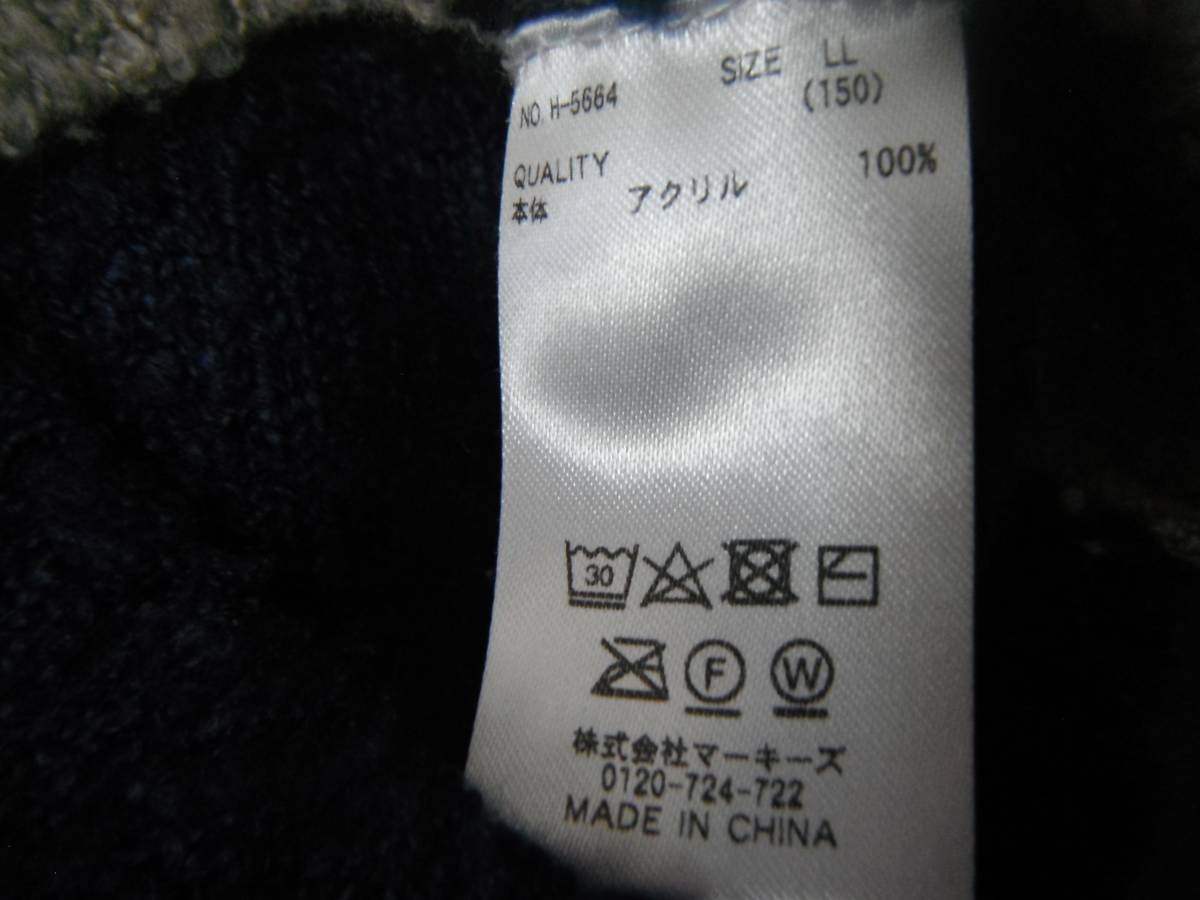 NO. H-5664 SIZE LL
(150)
QUALITY
本体 アクリル 100%
30
F W
株式会社マーキーズ
0120-724-722
MADE IN CHINA